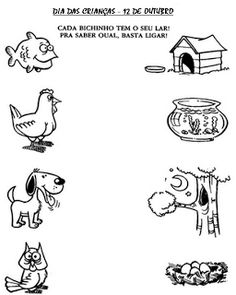 DIA DAS CRIANÇAS - 12 DE OUTUBRO
CADA BICHINHO TEM O SEU LAR!
PRA SABER QUAL, BASTA LIGAR!